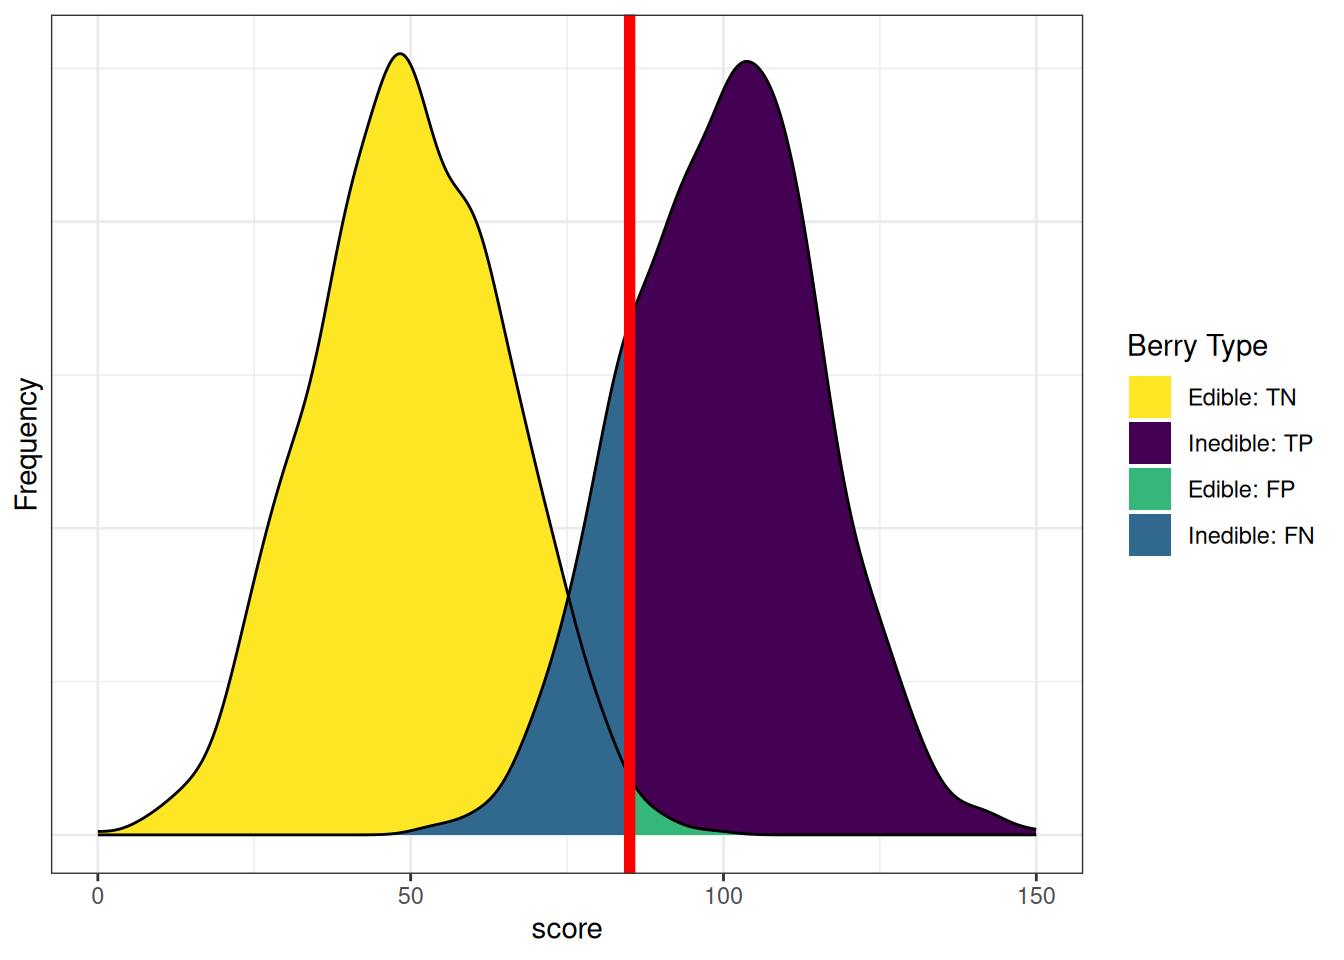 Frequency
0
50
100
150
score
Berry Type
Edible: TN
Inedible: TP
Edible: FP
Inedible: FN